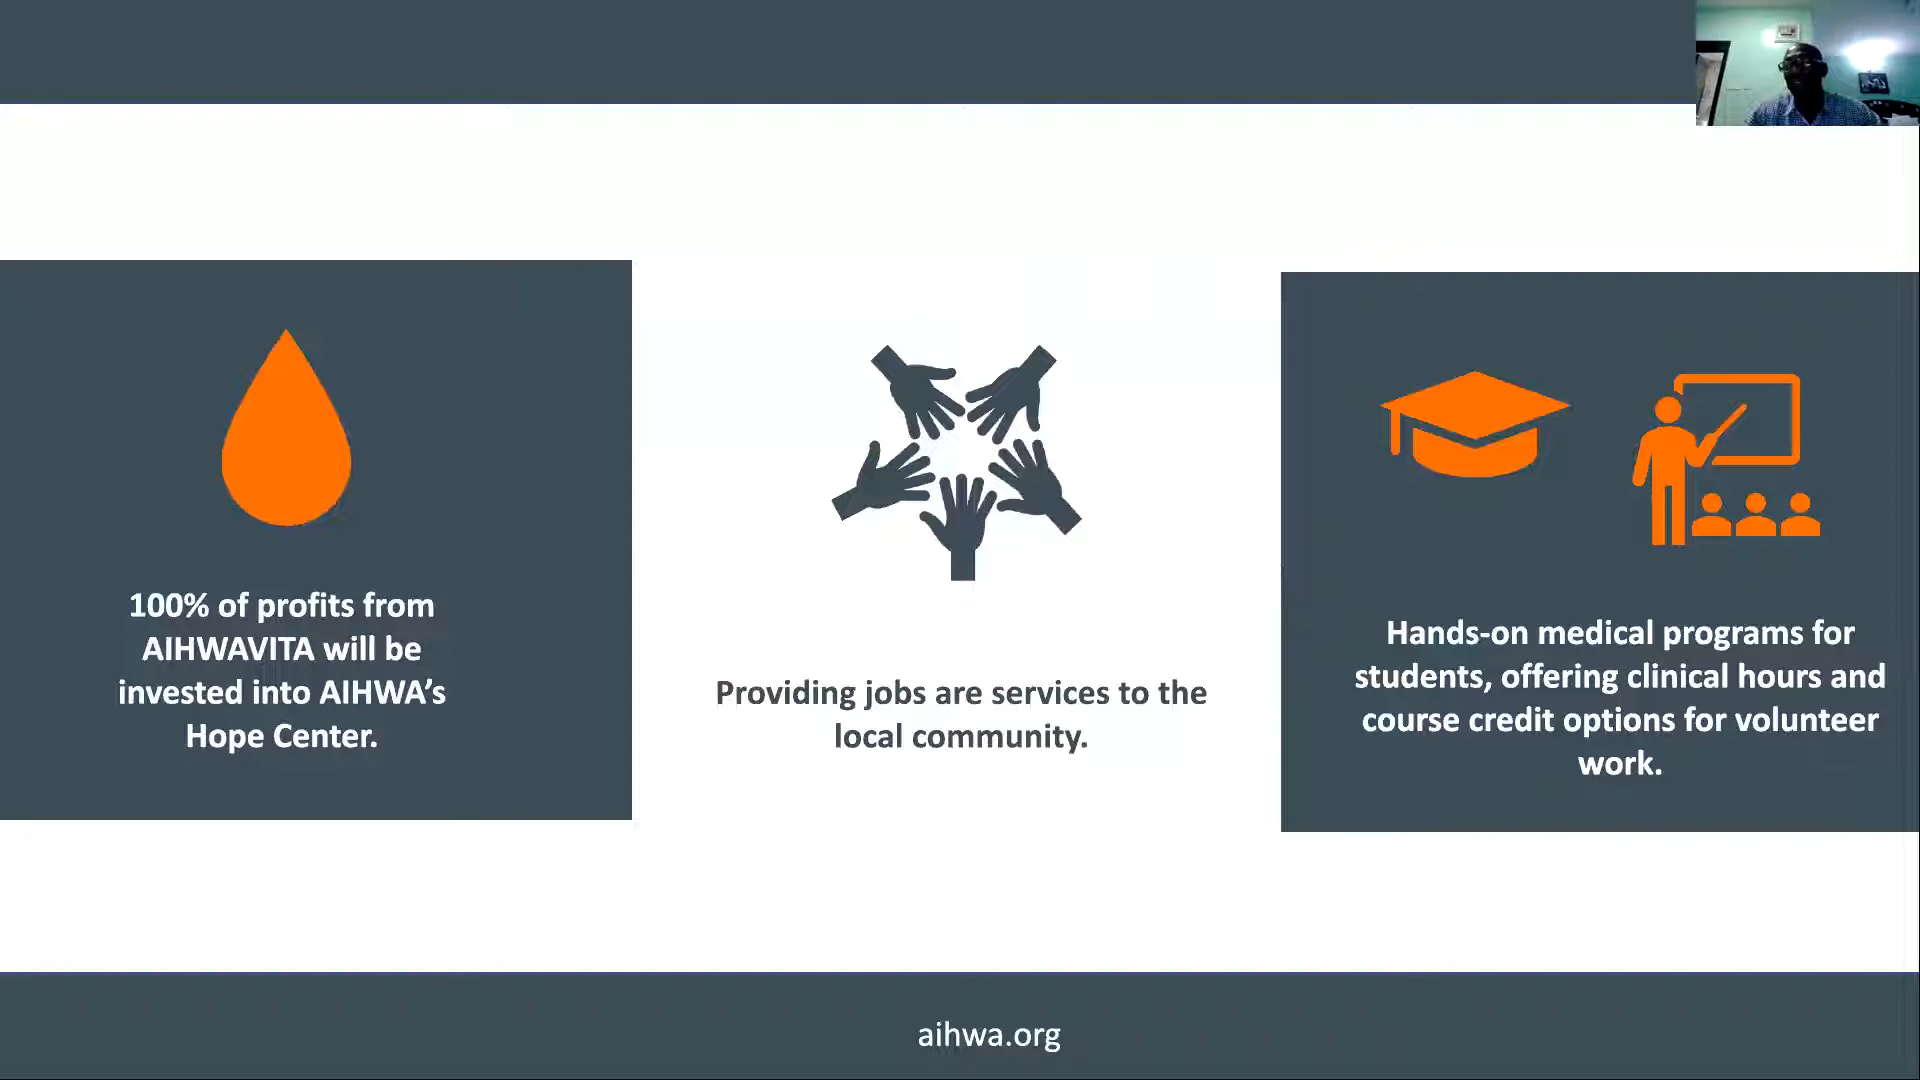 100% of profits from
AIHWAVITA will be
invested into AIHWA’s
Hope Center.
Providing jobs are services to the
local community.
Hands-on medical programs for
students, offering clinical hours and
course credit options for volunteer
work.
aihwa.org